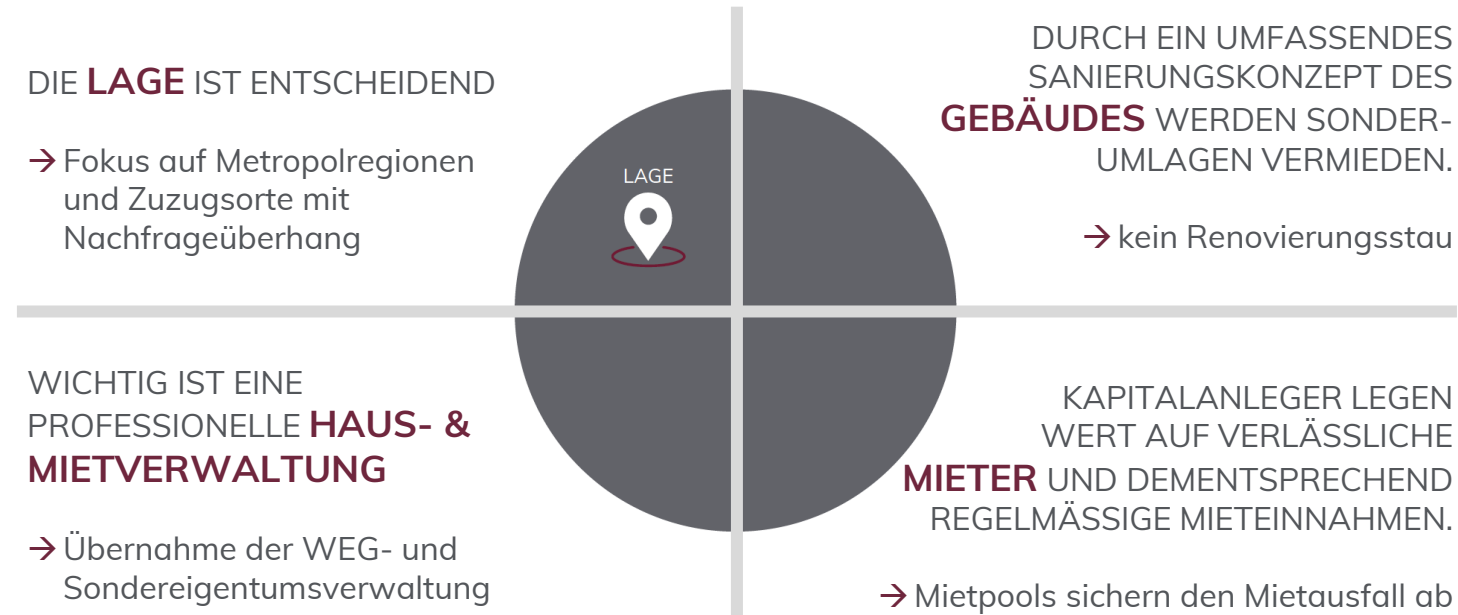 DIE LAGE IST ENTSCHEIDEND
→ Fokus auf Metropolregionen
und Zuzugsorte mit
Nachfrageüberhang
LAGE
DURCH EIN UMFASSENDES
SANIERUNGSKONZEPT DES
GEBÄUDES WERDEN SONDER-
UMLAGEN VERMIEDEN.
→ kein Renovierungsstau
WICHTIG IST EINE
PROFESSIONELLE HAUS- &
MIETVERWALTUNG
→ Übernahme der WEG- und
Sondereigentumsverwaltung
KAPITALANLEGER LEGEN
WERT AUF VERLÄSSLICHE
MIETER UND DEMENTSPRECHEND
REGELMÄSSIGE MIETEINNAHMEN.
→ Mietpools sichern den Mietausfall ab